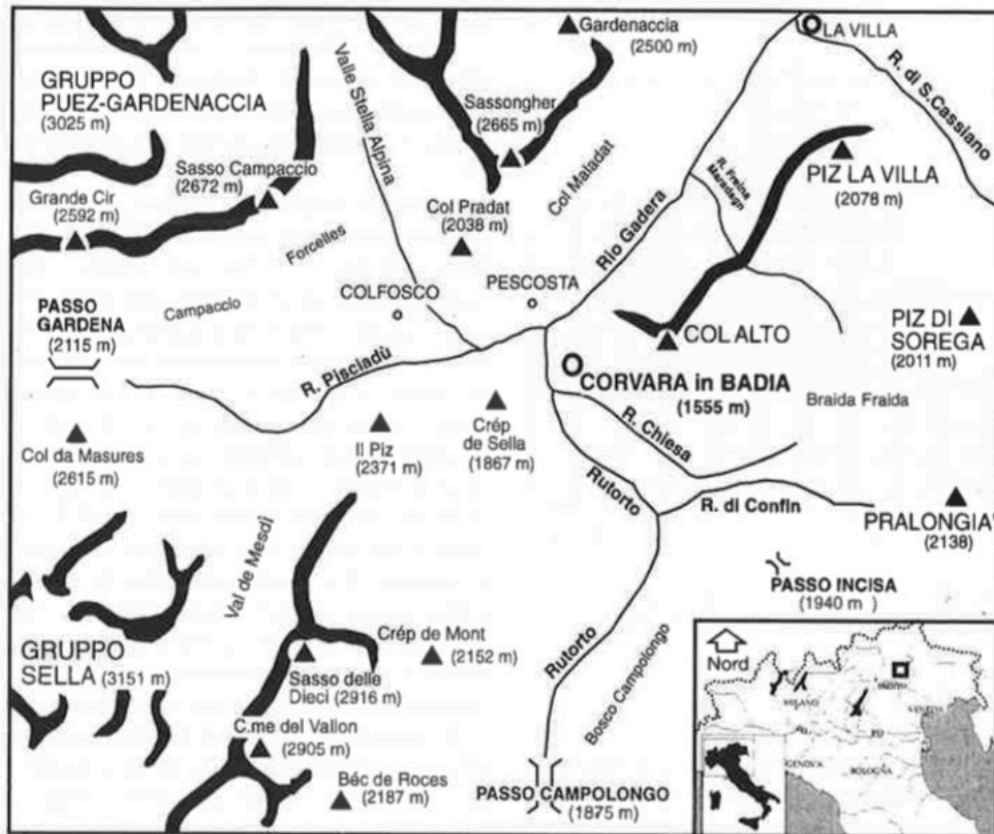 Gardenaccia
(2500 m)
LA VILLA
R. di S.Cassiano
GRUPPO
PUEZ-GARDENACCIA
(3025 m)
Valle Stella Alpina
Sassongher
(2665 m)
Sasso Campaccio
(2672 m)
Grande Cir
(2592 m)
Col Pradat
(2038 m)
Col Maladat
Rio Gadera
PIZ LA VILLA
(2078 m)
Forcelles
Campaccio
COLFOSCO
PESCOSTA
PASSO
GARDENA
(2115 m)
R. Pisciadù
COL ALTO
PIZ DI
SOREGA
(2011 m)
CORVARA in BADIA
(1555 m)
Braida Fraida
Col da Masures
(2615 m)
Il Piz
(2371 m)
Crép
de Sella
(1867 m)
R. Chiesa
Rutorto
R. di Confin
PRALONGIA'
(2138)
PASSO INCISA
(1940 m )
Val de Mesdì
GRUPPO
SELLA (3151 m)
Crép de Mont
(2152 m)
Sasso delle
Dieci (2916 m)
Rutorto
Bosco Campolongo
C.me del Vallon
(2905 m)
Béc de Roces
(2187 m)
PASSO CAMPOLONGO
(1875 m)
Nord
MILANO
VENEZIA
GENOVA
BOLOGNA